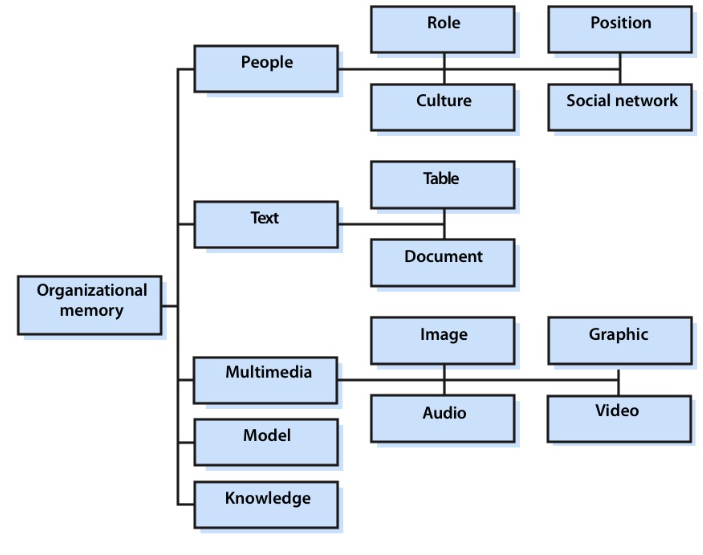 Role
Position
People
Culture
Social network
Table
Text
Document
Organizational
memory
Image
Graphic
Multimedia
Audio
Video
Model
Knowledge